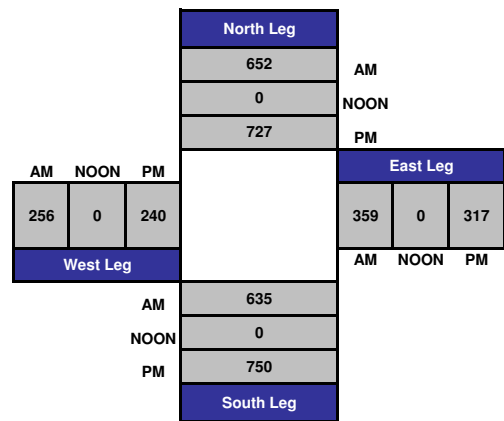 North Leg
652 AM
0 NOON
727 PM
AM NOON PM
East Leg
256 0 240
359 0 317
West Leg
AM NOON PM
AM 635
NOON 0
PM 750
South Leg